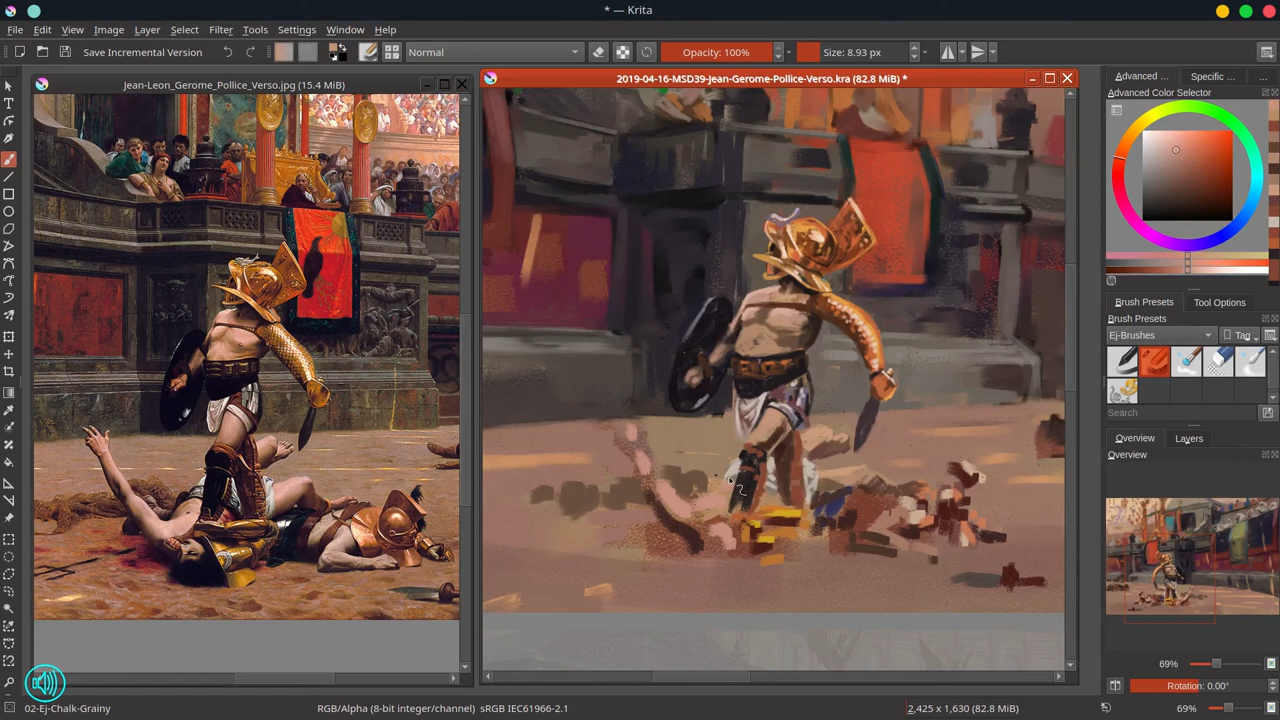 * — Krita
File Edit View Image Layer Select Filter Tools Settings Window Help
Save Incremental Version Normal Opacity: 100% Size: 8.93 px
Jean-Leon_Gerome_Pollice_Verso.jpg (15.4 MiB)
2019-04-16-MSD39-Jean-Gerome-Pollice-Verso.kra (82.8 MiB) *
Advanced ... Specific ... ...
Advanced Color Selector
Brush Presets Tool Options
Brush Presets
Ej-Brushes Tag
Search
Overview Layers
Overview
69%
Rotation: 0.00°
02-Ej-Chalk-Grainy RGB/Alpha (8-bit integer/channel) sRGB IEC61966-2.1 2,425 x 1,630 (82.8 MiB) 69%